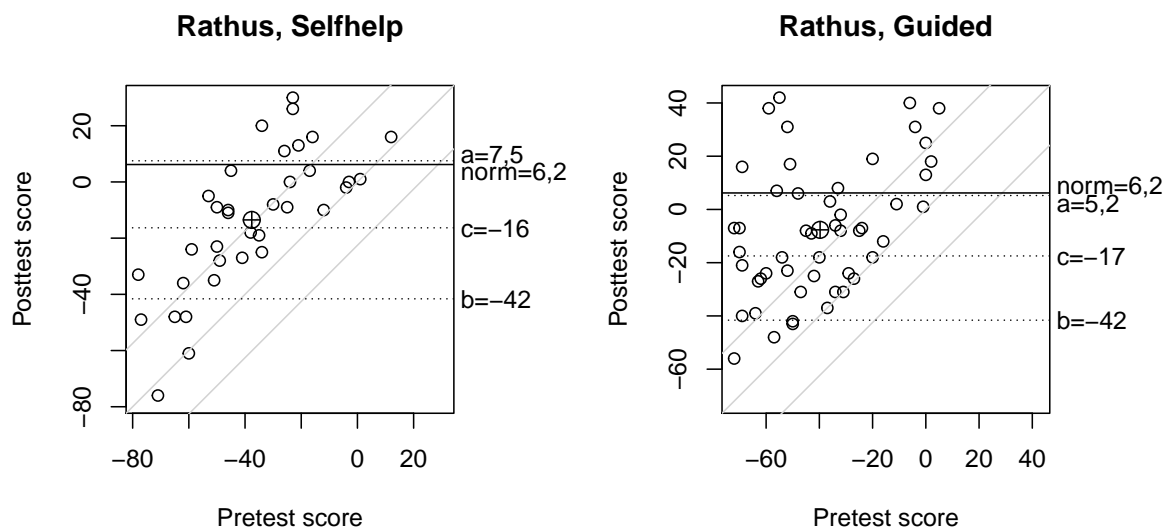 Rathus, Selfhelp
Posttest score
20
0
−40
−80
a=7,5
norm=6,2
c=−16
b=−42
−80
−40
0
20
Pretest score
Rathus, Guided
Posttest score
40
20
0
−20
−60
norm=6,2
a=5,2
c=−17
b=−42
−60
−20
0
20
40
Pretest score